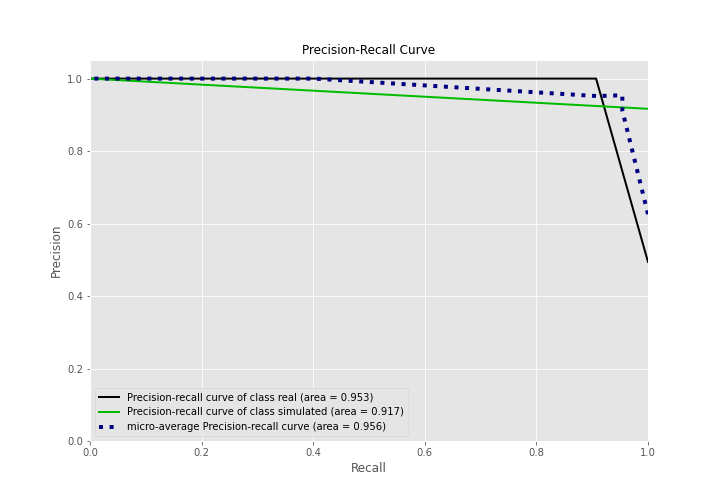 Precision-Recall Curve
1.0
0.8
0.6
0.4
0.2
0.0
Precision
Precision-recall curve of class real (area = 0.953)
Precision-recall curve of class simulated (area = 0.917)
micro-average Precision-recall curve (area = 0.956)
0.0 0.2 0.4 0.6 0.8 1.0
Recall